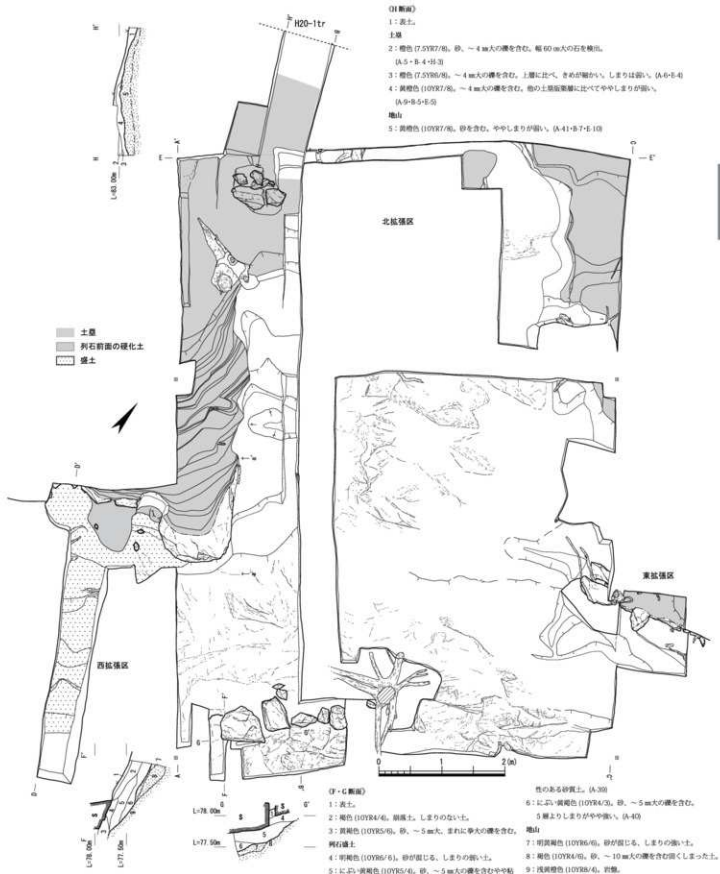 《H断面》
1：表土。
土塁
2：橙色 (7.5YR7/8)。砂、～4㎜大の礫を含む。幅60㎝大の石を検出。
(A-5・B-4・H-3)
3：橙色 (7.5YR6/8)。～4㎜大の礫を含む。上層に比べ、きめが細かい。しまりは弱い。(A-6・E-4)
4：黄橙色 (10YR7/8)。～4㎜大の礫を含む。他の土塁版築層に比べてややしまりが弱い。
(A-9・B-5・E-5)
地山
5：黄橙色 (10YR7/8)。砂を含む。ややしまりが弱い。(A-41・B-7・E-10)
H20-1tr
H'
H'
B'
A'
E
E'
C
H
L=83.00m
北拡張区
土塁
列石前面の硬化土
盛土
D'
東拡張区
西拡張区
F'
G
G'
A
D
F
B
C'
0 1 2 (m)
F'
F
L=78.00m
L=77.50m
G
G'
L=78.00m
L=77.50m
《F・G断面》
1：表土。
2：褐色 (10YR4/4)。崩落土。しまりのない土。
3：黄褐色 (10YR5/6)。砂、～5㎜大、まれに拳大の礫を含む。
列石盛土
4：明褐色 (10YR6/6)。砂が混じる、しまりの弱い土。
5：にぶい黄褐色 (10YR5/4)。砂、～5㎜大の礫を含むやや粘
性のある砂質土。(A-39)
6：にぶい黄褐色 (10YR4/3)。砂、～5㎜大の礫を含む。
5層よりしまりがやや強い。(A-40)
地山
7：明黄褐色 (10YR6/6)。砂が混じる、しまりの強い土。
8：褐色 (10YR4/6)。砂、～10㎜大の礫を含む固くしまった土。
9：浅黄橙色 (10YR8/4)。岩盤。